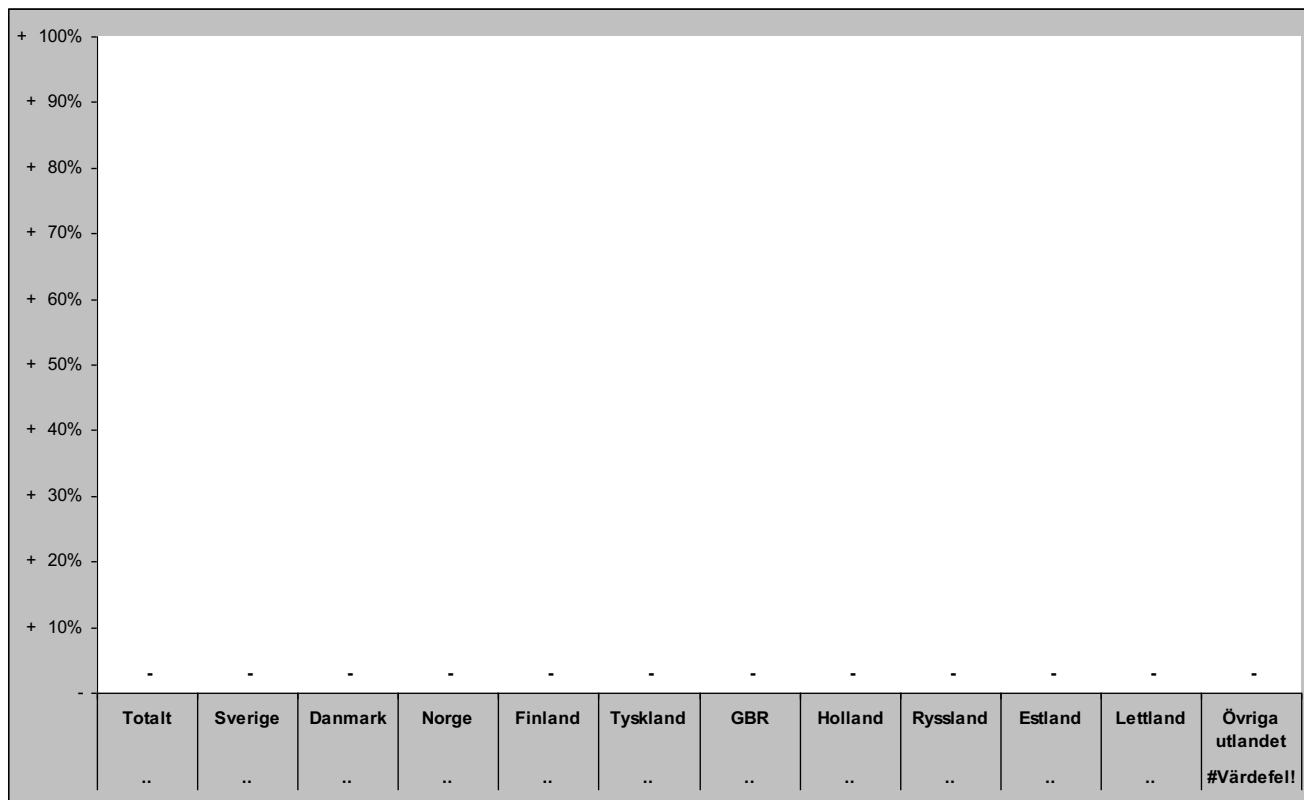 + 100%
+ 90%
+ 80%
+ 70%
+ 60%
+ 50%
+ 40%
+ 30%
+ 20%
+ 10%
-
- - - - - - - - - - - -
Totalt Sverige Danmark Norge Finland Tyskland GBR Holland Ryssland Estland Lettland Övriga
utlandet
.. .. .. .. .. .. .. .. .. .. .. #Värdefel!